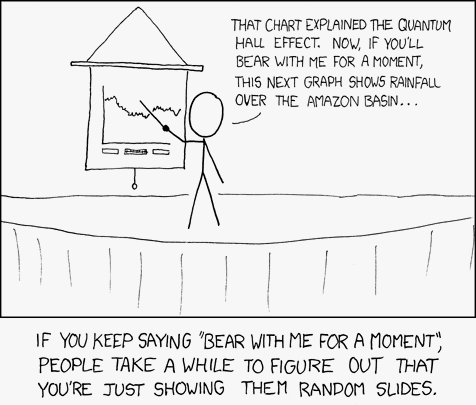 THAT CHART EXPLAINED THE QUANTUM
HALL EFFECT. NOW, IF YOU'LL
BEAR WITH ME FOR A MOMENT,
THIS NEXT GRAPH SHOWS RAINFALL
OVER THE AMAZON BASIN...
IF YOU KEEP SAYING "BEAR WITH ME FOR A MOMENT",
PEOPLE TAKE A WHILE TO FIGURE OUT THAT
YOU'RE JUST SHOWING THEM RANDOM SLIDES.